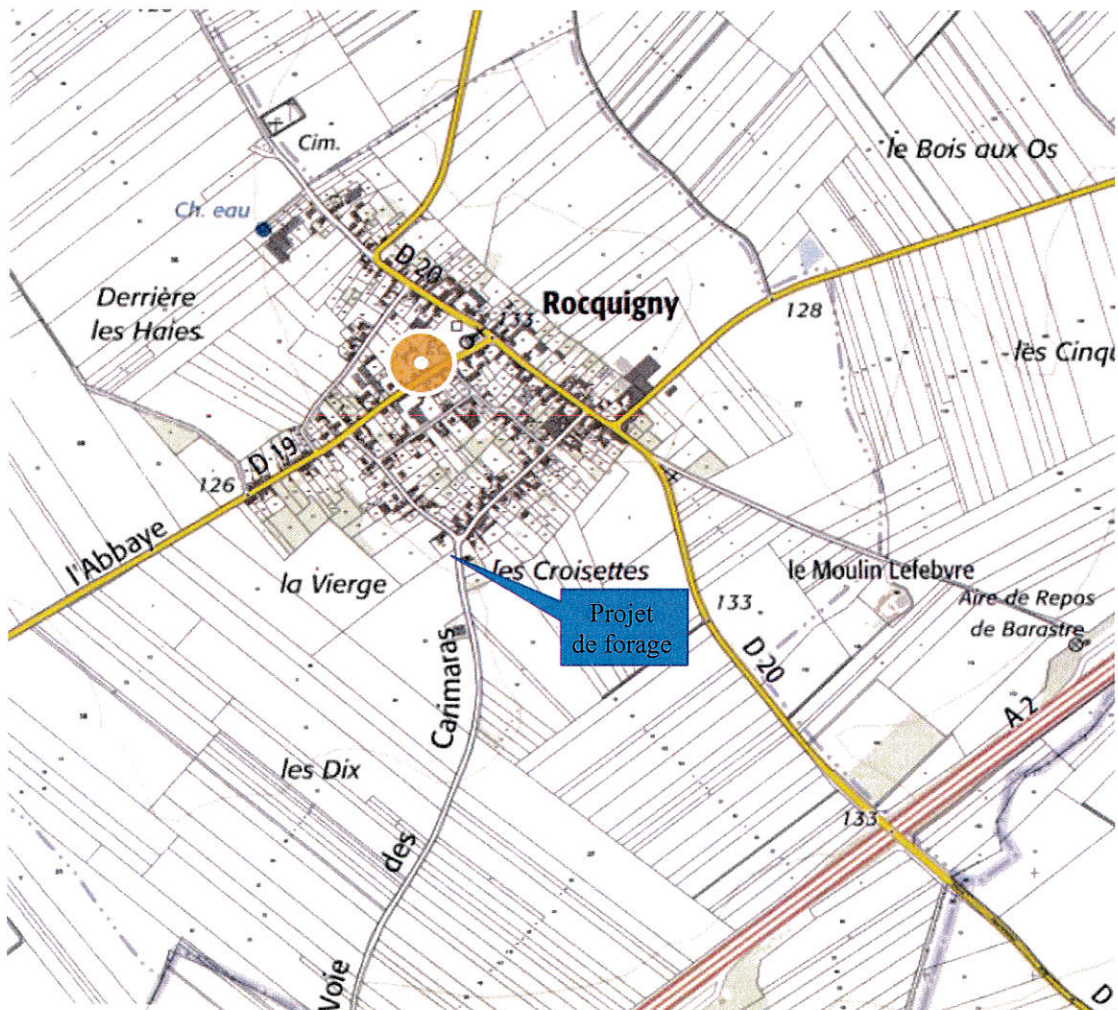 Cim.
le Bois aux Os
Ch. eau
D 20
Derrière
les Haies
Rocquigny
133
128
les Cinq
D 19
126
l'Abbaye
la Vierge
les Croisettes
le Moulin Lefebvre
Projet
de forage
133
Aire de Repos
de Barastre
Carimaras
D 20
A 2
les Dix
133
des
Voie
D